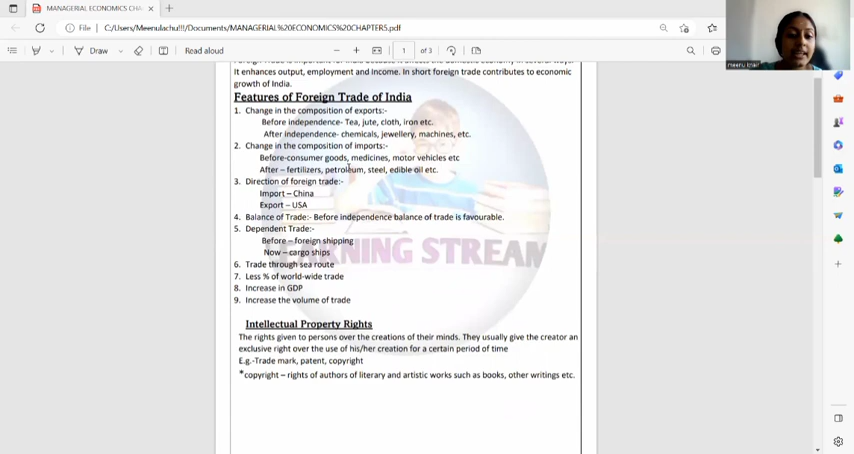 MANAGERIAL ECONOMICS CHA
File
C:/Users/Meenulachu!!!/Documents/MANAGERIAL%20ECONOMICS%20CHAPTER5.pdf
Draw
Read aloud
1
of 3
It enhances output, employment and income. In short foreign trade contributes to economic
growth of India.
Features of Foreign Trade of India
1. Change in the composition of exports:-
Before independence- Tea, jute, cloth, iron etc.
After independence- chemicals, jewellery, machines, etc.
2. Change in the composition of imports:-
Before-consumer goods, medicines, motor vehicles etc
After – fertilizers, petroleum, steel, edible oil etc.
3. Direction of foreign trade:-
Import – China
Export – USA
4. Balance of Trade:- Before independence balance of trade is favourable.
5. Dependent Trade:-
Before – foreign shipping
Now – cargo ships
LEARNING STREAM
6. Trade through sea route
7. Less % of world-wide trade
8. Increase in GDP
9. Increase the volume of trade
Intellectual Property Rights
The rights given to persons over the creations of their minds. They usually give the creator an
exclusive right over the use of his/her creation for a certain period of time
E.g.-Trade mark, patent, copyright
*copyright – rights of authors of literary and artistic works such as books, other writings etc.